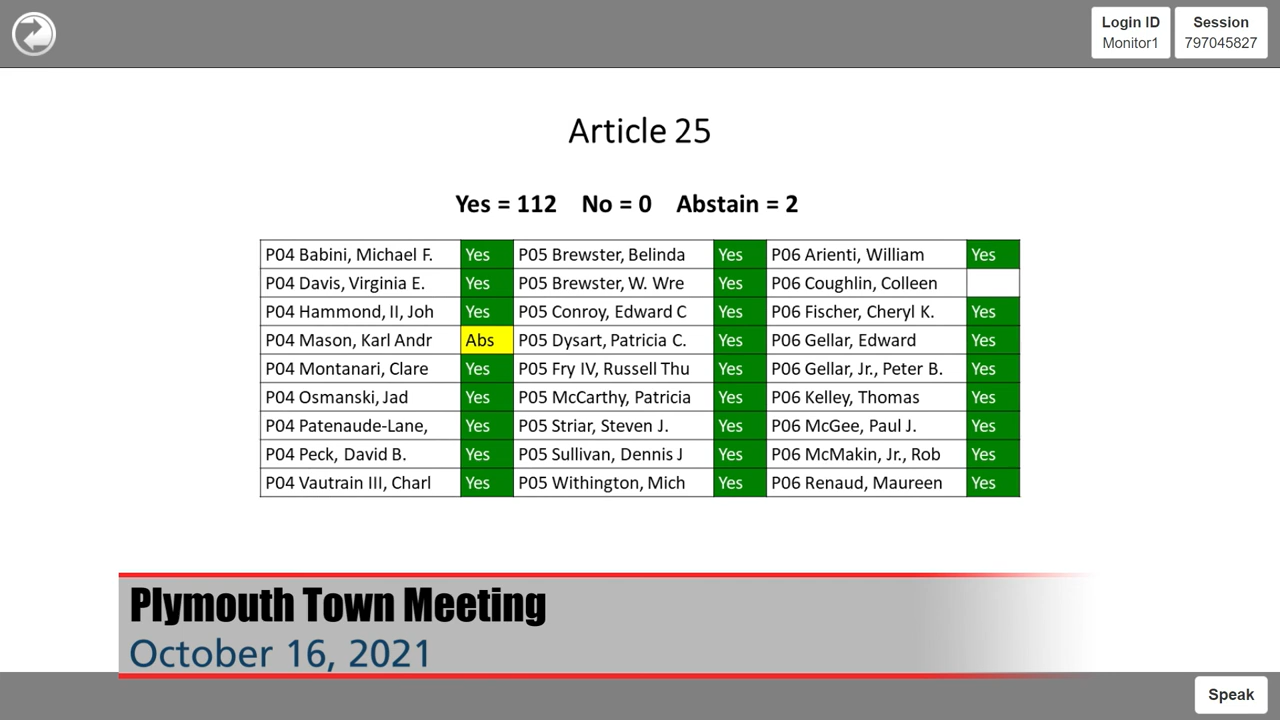 Login ID
Monitor1
Session
797045827
Article 25
Yes = 112 No = 0 Abstain = 2
P04 Babini, Michael F. Yes P05 Brewster, Belinda Yes P06 Arienti, William Yes
P04 Davis, Virginia E. Yes P05 Brewster, W. Wre Yes P06 Coughlin, Colleen
P04 Hammond, II, Joh Yes P05 Conroy, Edward C Yes P06 Fischer, Cheryl K. Yes
P04 Mason, Karl Andr Abs P05 Dysart, Patricia C. Yes P06 Gellar, Edward Yes
P04 Montanari, Clare Yes P05 Fry IV, Russell Thu Yes P06 Gellar, Jr., Peter B. Yes
P04 Osmanski, Jad Yes P05 McCarthy, Patricia Yes P06 Kelley, Thomas Yes
P04 Patenaude-Lane, Yes P05 Striar, Steven J. Yes P06 McGee, Paul J. Yes
P04 Peck, David B. Yes P05 Sullivan, Dennis J Yes P06 McMakin, Jr., Rob Yes
P04 Vautrain III, Charl Yes P05 Withington, Mich Yes P06 Renaud, Maureen Yes
Plymouth Town Meeting
October 16, 2021
Speak